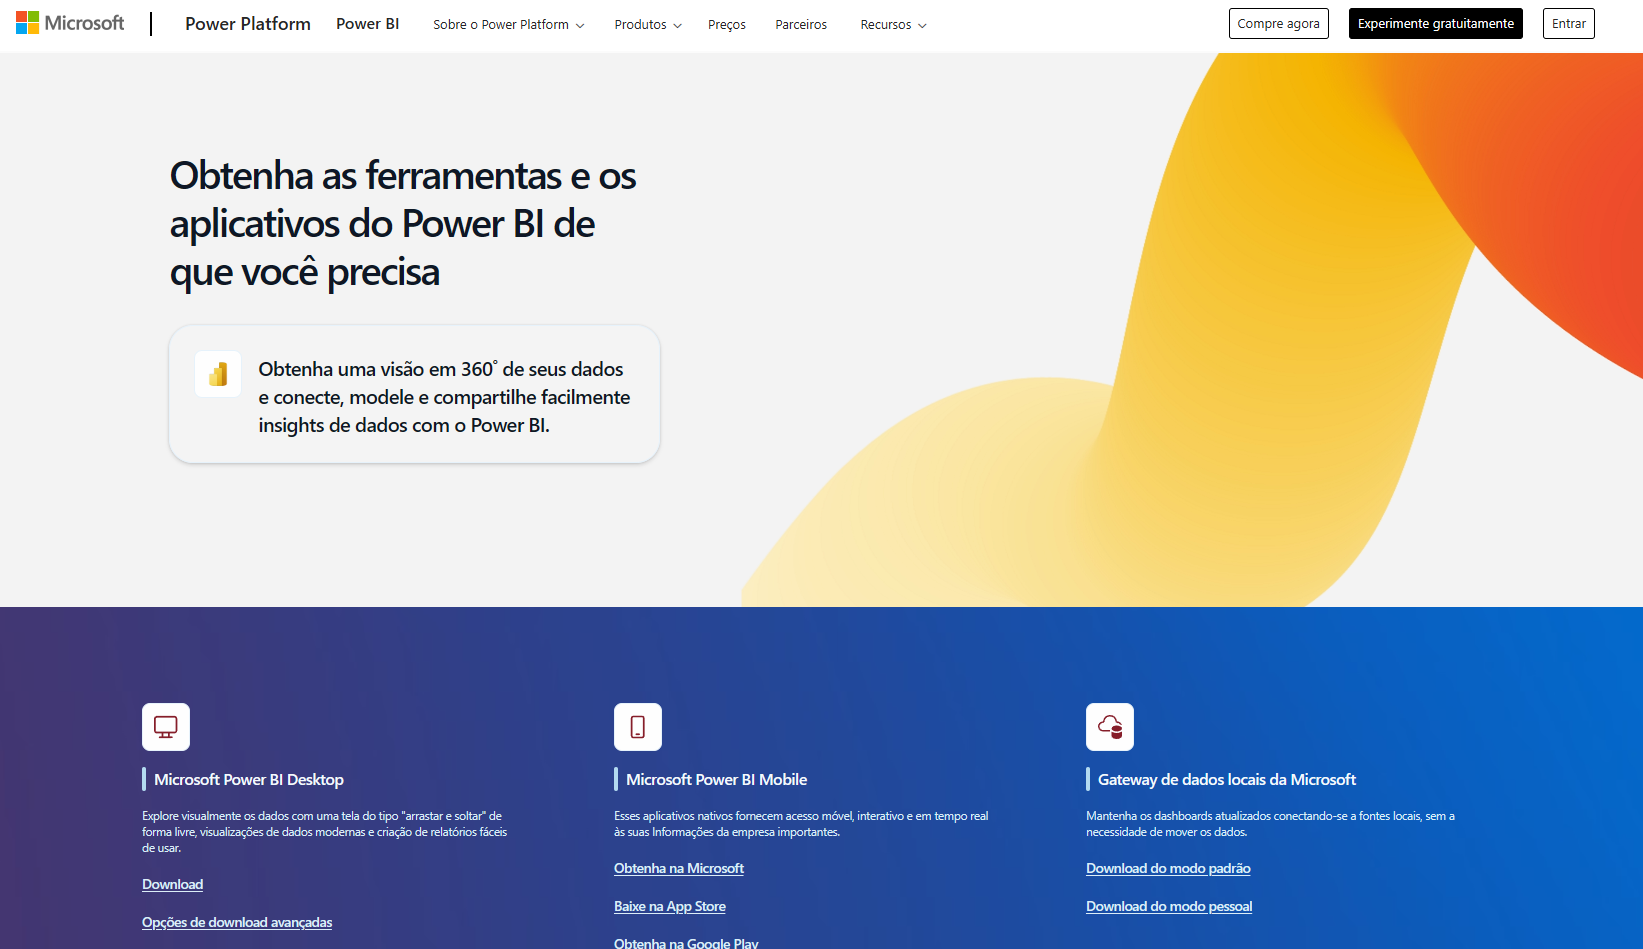 Microsoft
Power Platform
Power BI
Sobre o Power Platform
Produtos
Preços
Parceiros
Recursos
Compre agora
Experimente gratuitamente
Entrar
Obtenha as ferramentas e os
aplicativos do Power BI de
que você precisa
Obtenha uma visão em 360° de seus dados
e conecte, modele e compartilhe facilmente
insights de dados com o Power BI.
Microsoft Power BI Desktop
Explore visualmente os dados com uma tela do tipo "arrastar e soltar" de
forma livre, visualizações de dados modernas e criação de relatórios fáceis
de usar.
Download
Opções de download avançadas
Microsoft Power BI Mobile
Esses aplicativos nativos fornecem acesso móvel, interativo e em tempo real
às suas Informações da empresa importantes.
Obtenha na Microsoft
Baixe na App Store
Obtenha na Google Play
Gateway de dados locais da Microsoft
Mantenha os dashboards atualizados conectando-se a fontes locais, sem a
necessidade de mover os dados.
Download do modo padrão
Download do modo pessoal